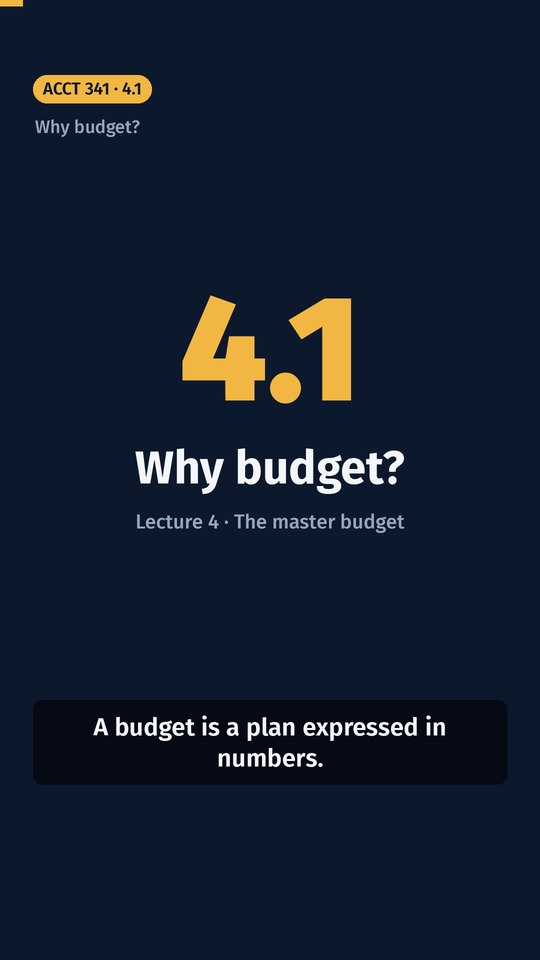 ACCT 341 · 4.1
Why budget?
4.1
Why budget?
Lecture 4 · The master budget
A budget is a plan expressed in
numbers.